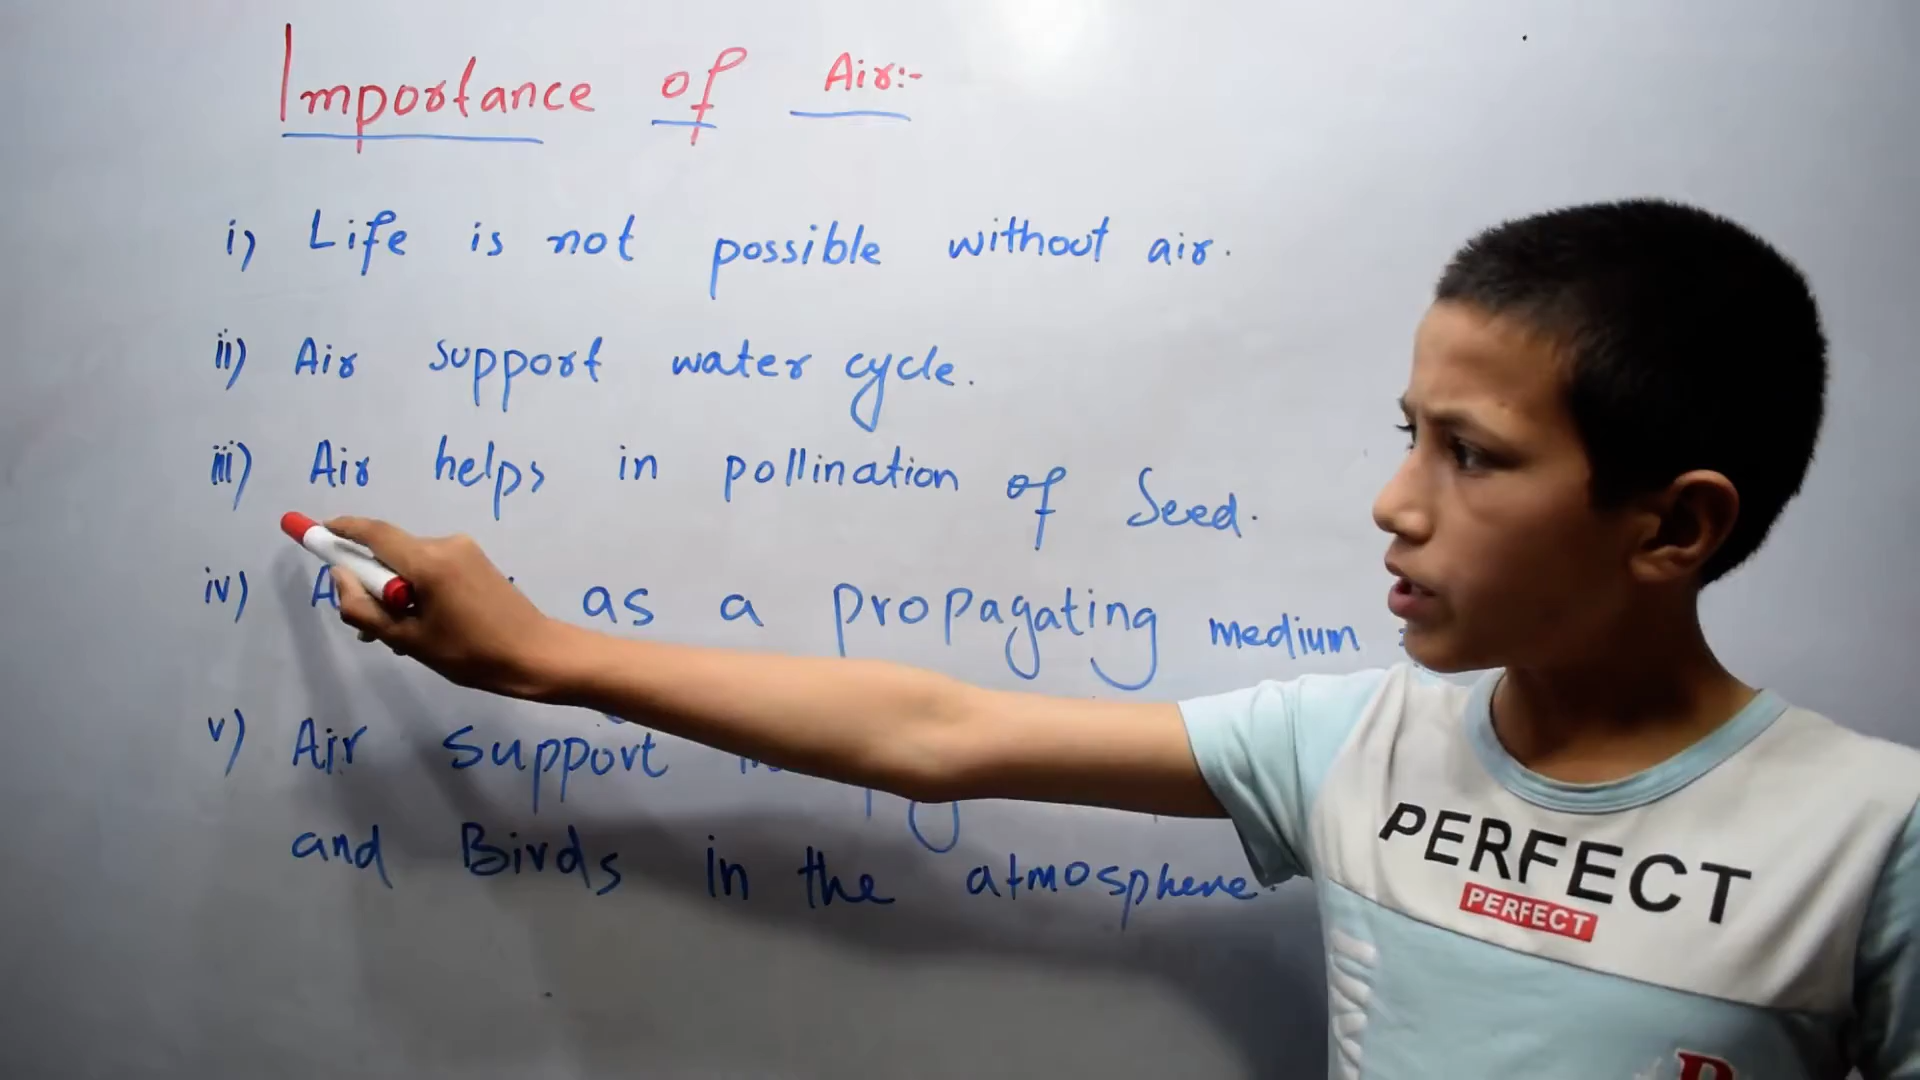 Importance of Air:-
i) Life is not possible without air.
ii) Air support water cycle.
iii) Air helps in pollination of Seed.
iv) as a propagating medium
v) Air support
and Birds in the atmosphere.
PERFECT
PERFECT